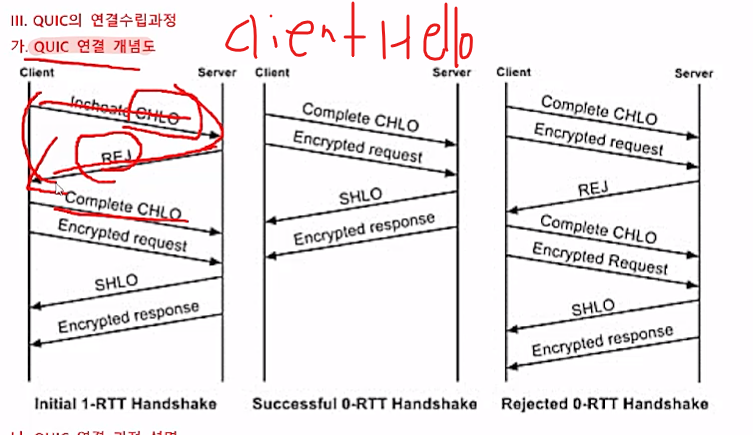 III. QUIC의 연결수립과정
가. QUIC 연결 개념도
Client Hello
Client Server Client Server Client Server
Inchoate CHLO
REJ
Complete CHLO
Encrypted request
SHLO
Encrypted response
Initial 1-RTT Handshake
Complete CHLO
Encrypted request
SHLO
Encrypted response
Successful 0-RTT Handshake
Complete CHLO
Encrypted request
REJ
Complete CHLO
Encrypted Request
SHLO
Encrypted response
Rejected 0-RTT Handshake